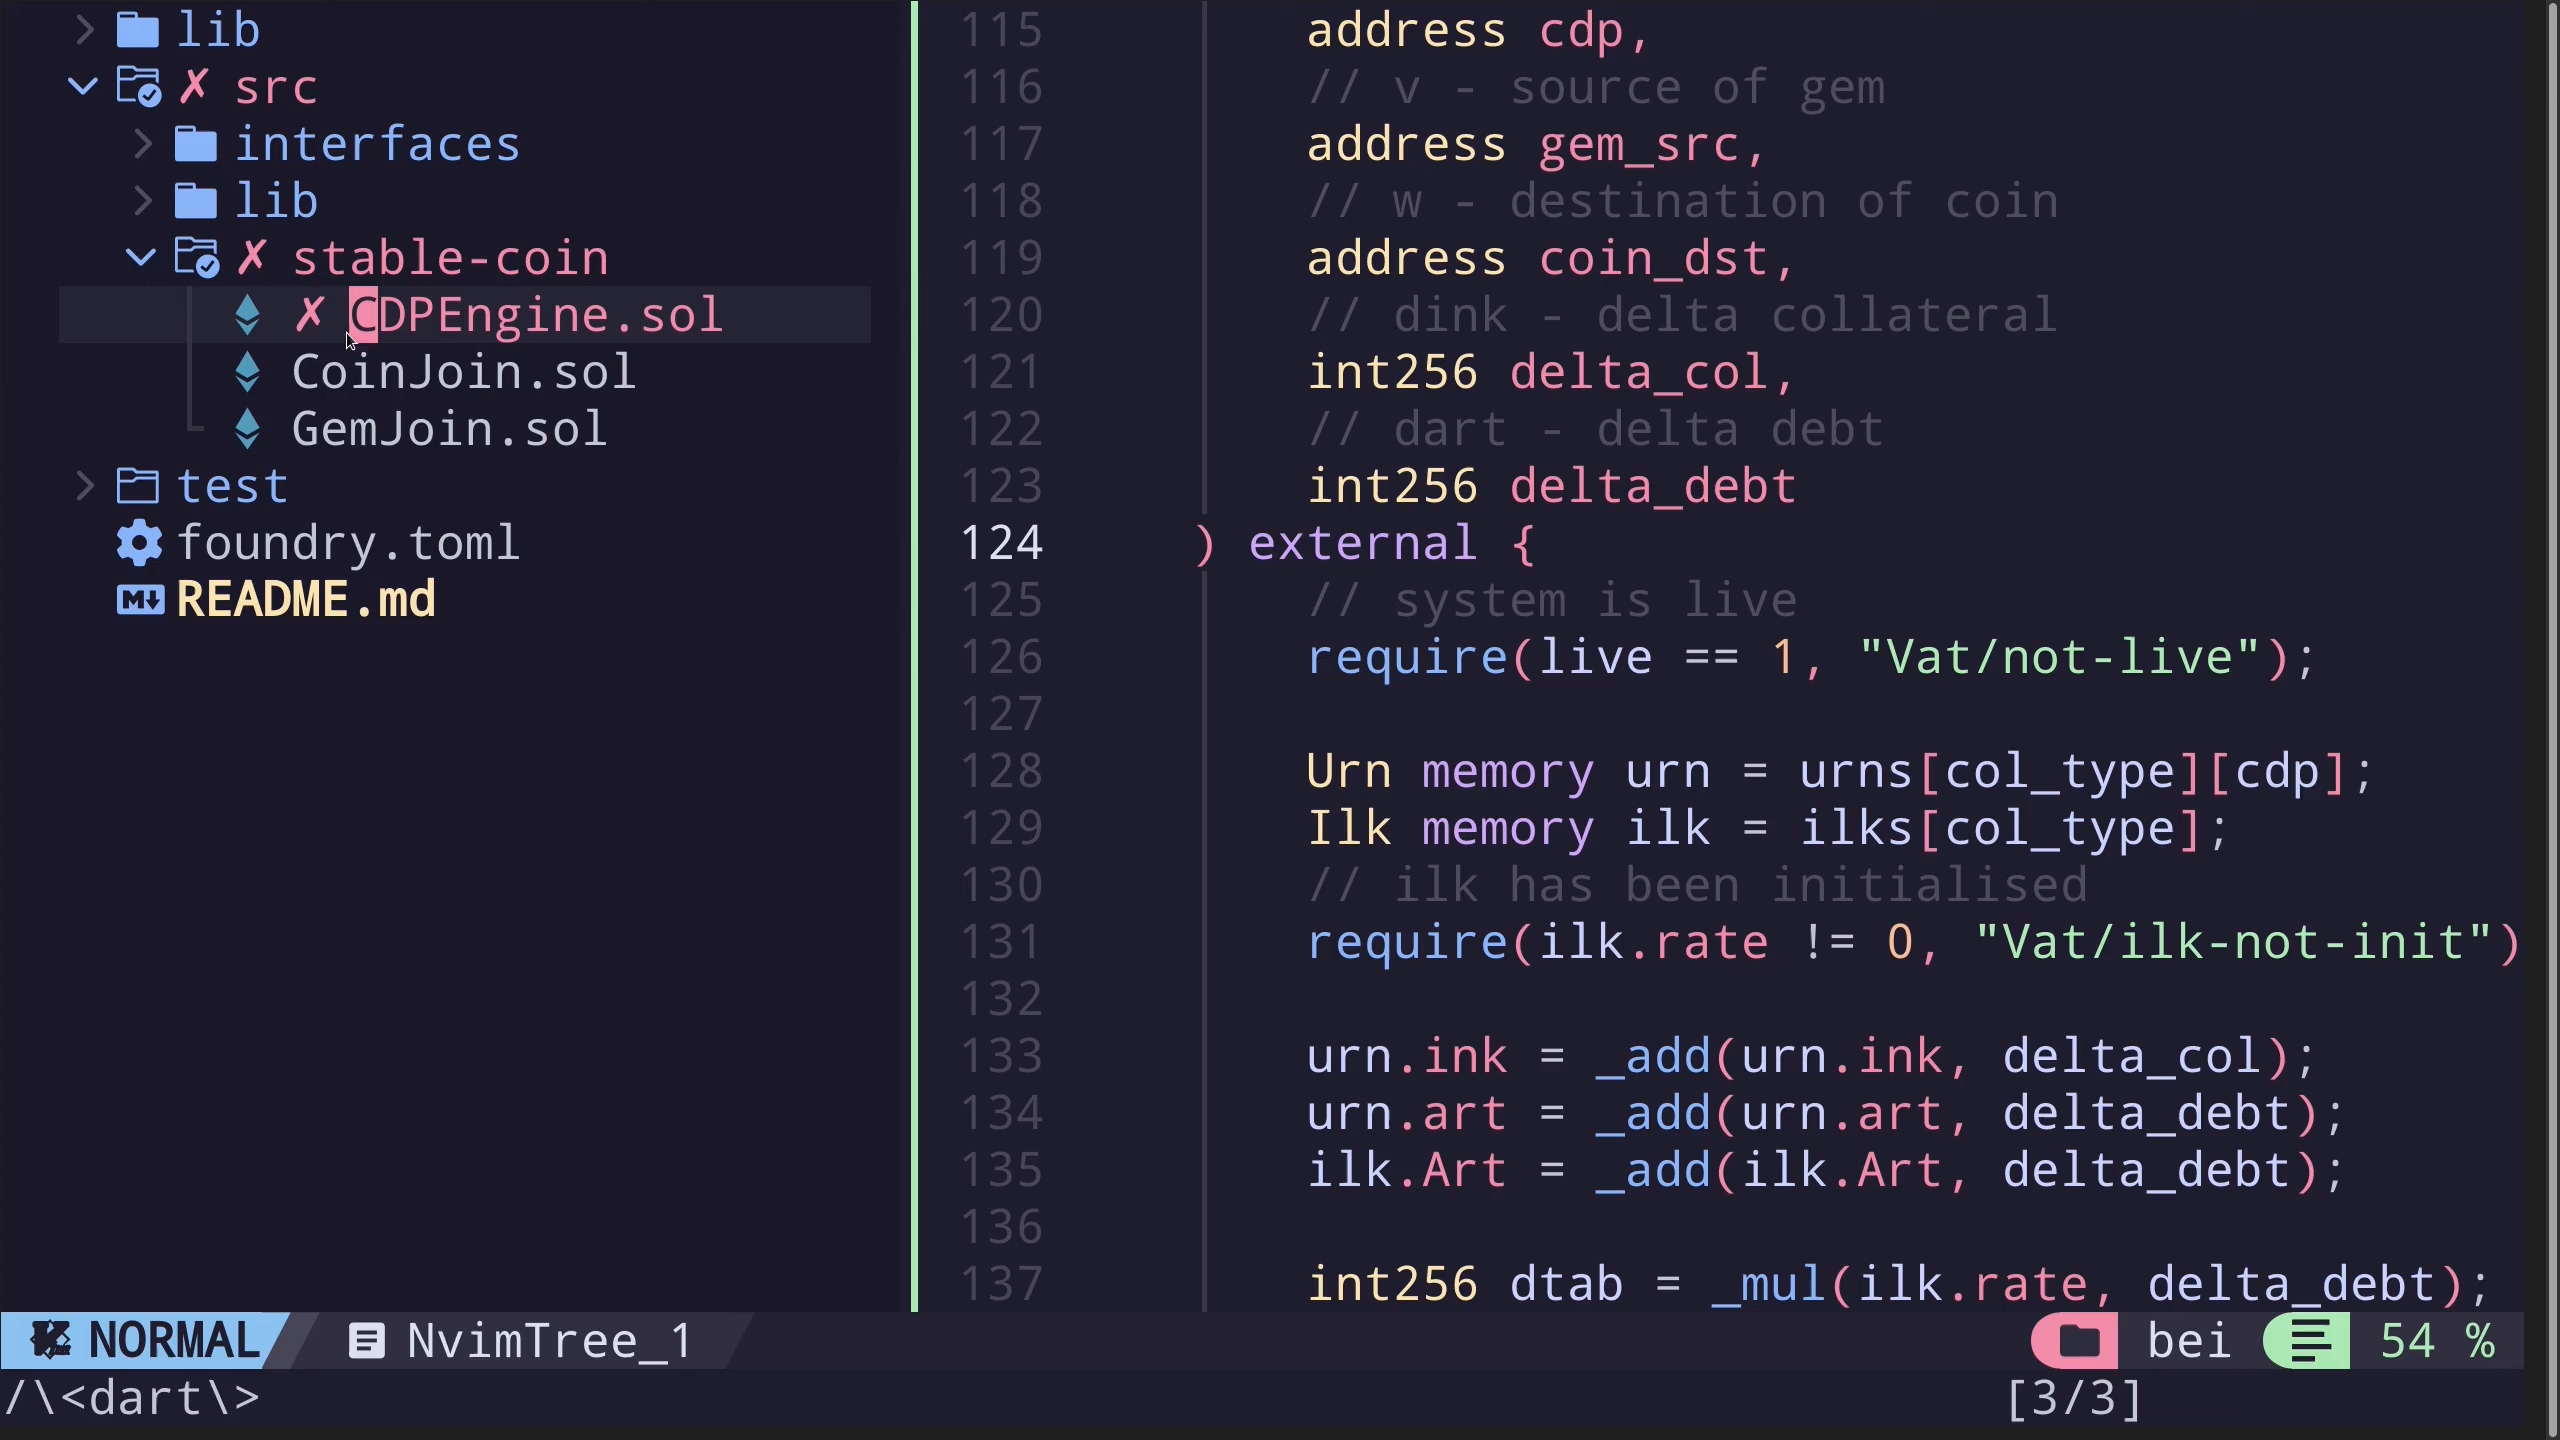 lib
✗ src
interfaces
lib
✗ stable-coin
✗ CDPEngine.sol
CoinJoin.sol
GemJoin.sol
test
foundry.toml
README.md
115 address cdp,
116 // v - source of gem
117 address gem_src,
118 // w - destination of coin
119 address coin_dst,
120 // dink - delta collateral
121 int256 delta_col,
122 // dart - delta debt
123 int256 delta_debt
124 ) external {
125 // system is live
126 require(live == 1, "Vat/not-live");
127
128 Urn memory urn = urns[col_type][cdp];
129 Ilk memory ilk = ilks[col_type];
130 // ilk has been initialised
131 require(ilk.rate != 0, "Vat/ilk-not-init")
132
133 urn.ink = _add(urn.ink, delta_col);
134 urn.art = _add(urn.art, delta_debt);
135 ilk.Art = _add(ilk.Art, delta_debt);
136
137 int256 dtab = _mul(ilk.rate, delta_debt);
NORMAL NvimTree_1 bei 54 %
/\<dart\> [3/3]